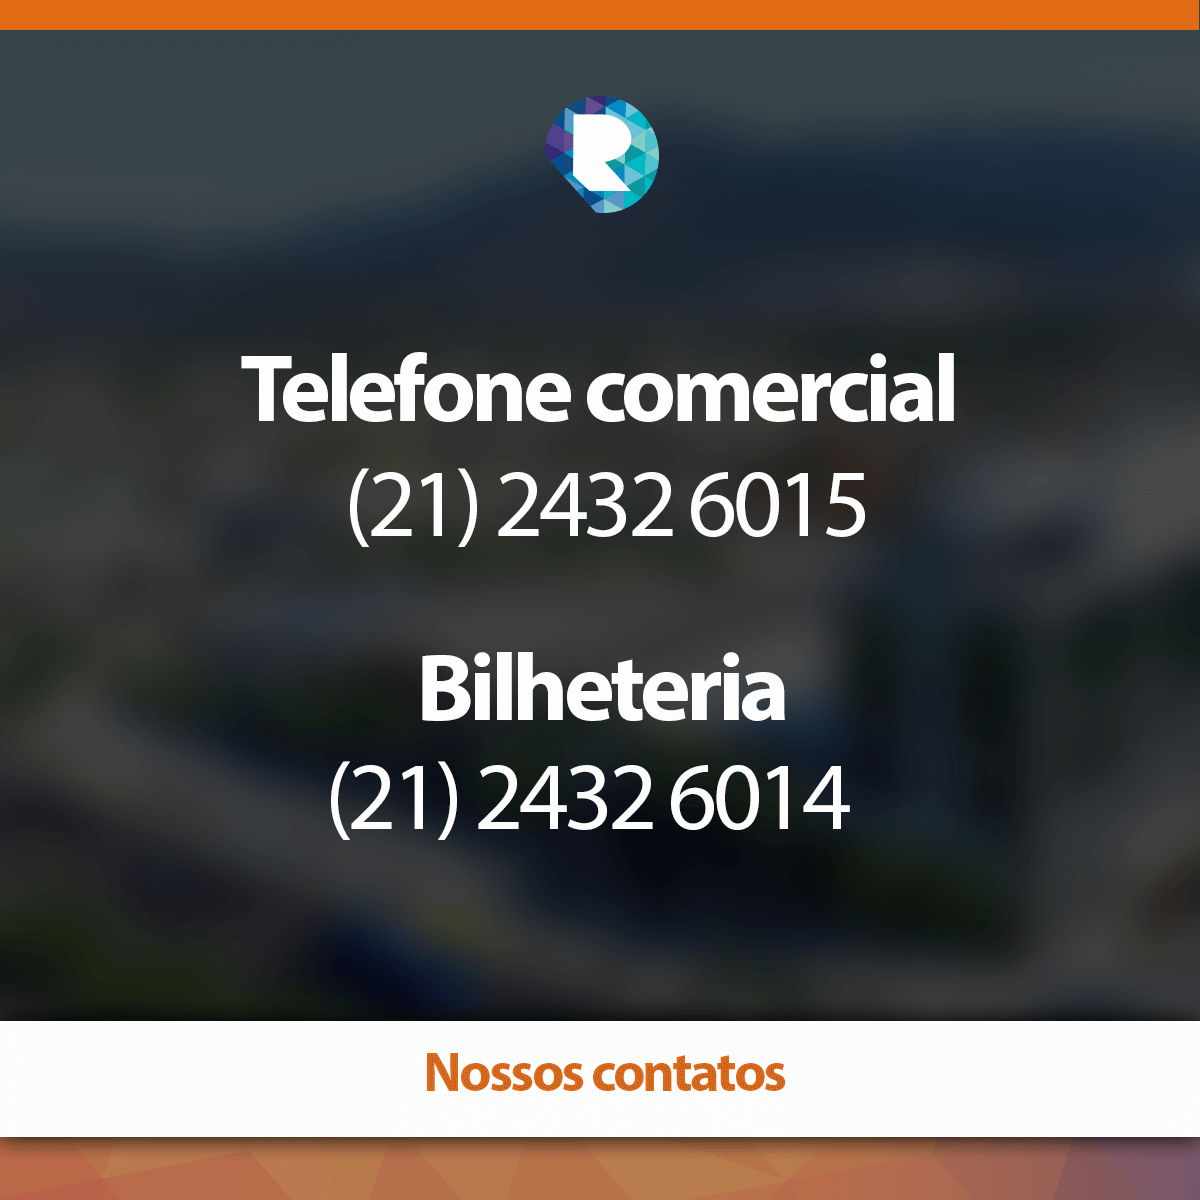 R
Telefone comercial
(21) 2432 6015
Bilheteria
(21) 2432 6014
Nossos contatos